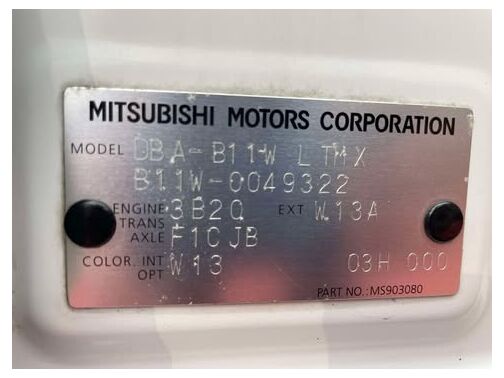 MITSUBISHI MOTORS CORPORATION
MODEL DBA-B11W LTMX
B11W-0049322
ENGINE 3B20 EXT W13A
TRANS
AXLE F1CJB
COLOR, INT W13 03H 000
OPT
PART NO.:MS903080